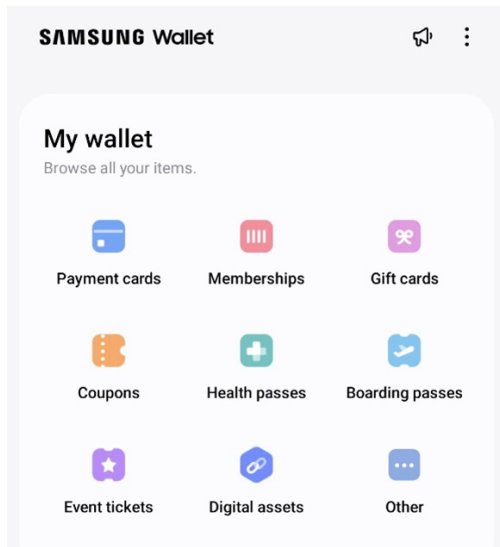 SAMSUNG Wallet
My wallet
Browse all your items.
Payment cards
Memberships
Gift cards
Coupons
Health passes
Boarding passes
Event tickets
Digital assets
Other